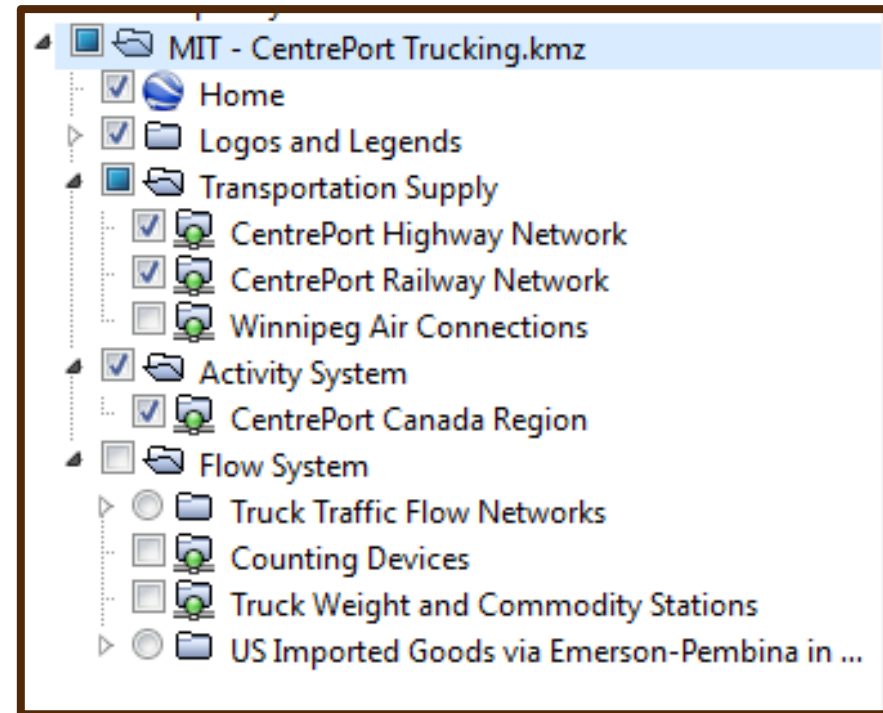 MIT - CentrePort Trucking.kmz
Home
Logos and Legends
Transportation Supply
CentrePort Highway Network
CentrePort Railway Network
Winnipeg Air Connections
Activity System
CentrePort Canada Region
Flow System
Truck Traffic Flow Networks
Counting Devices
Truck Weight and Commodity Stations
US Imported Goods via Emerson-Pembina in ...